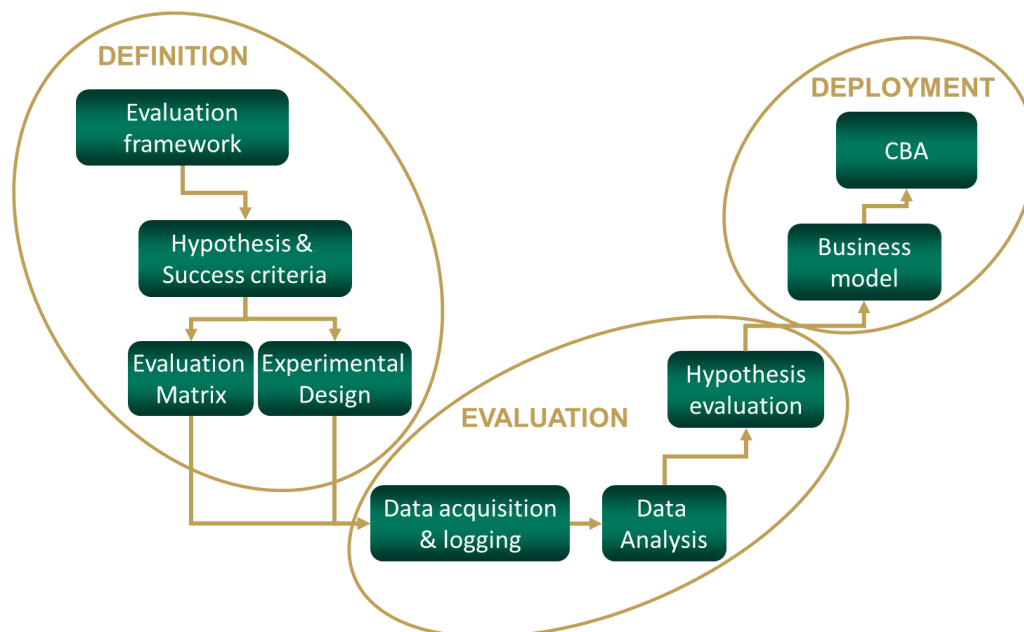 DEFINITION
Evaluation
framework
Hypothesis &
Success criteria
Evaluation
Matrix
Experimental
Design
EVALUATION
Data acquisition
& logging
Data
Analysis
Hypothesis
evaluation
DEPLOYMENT
Business
model
CBA